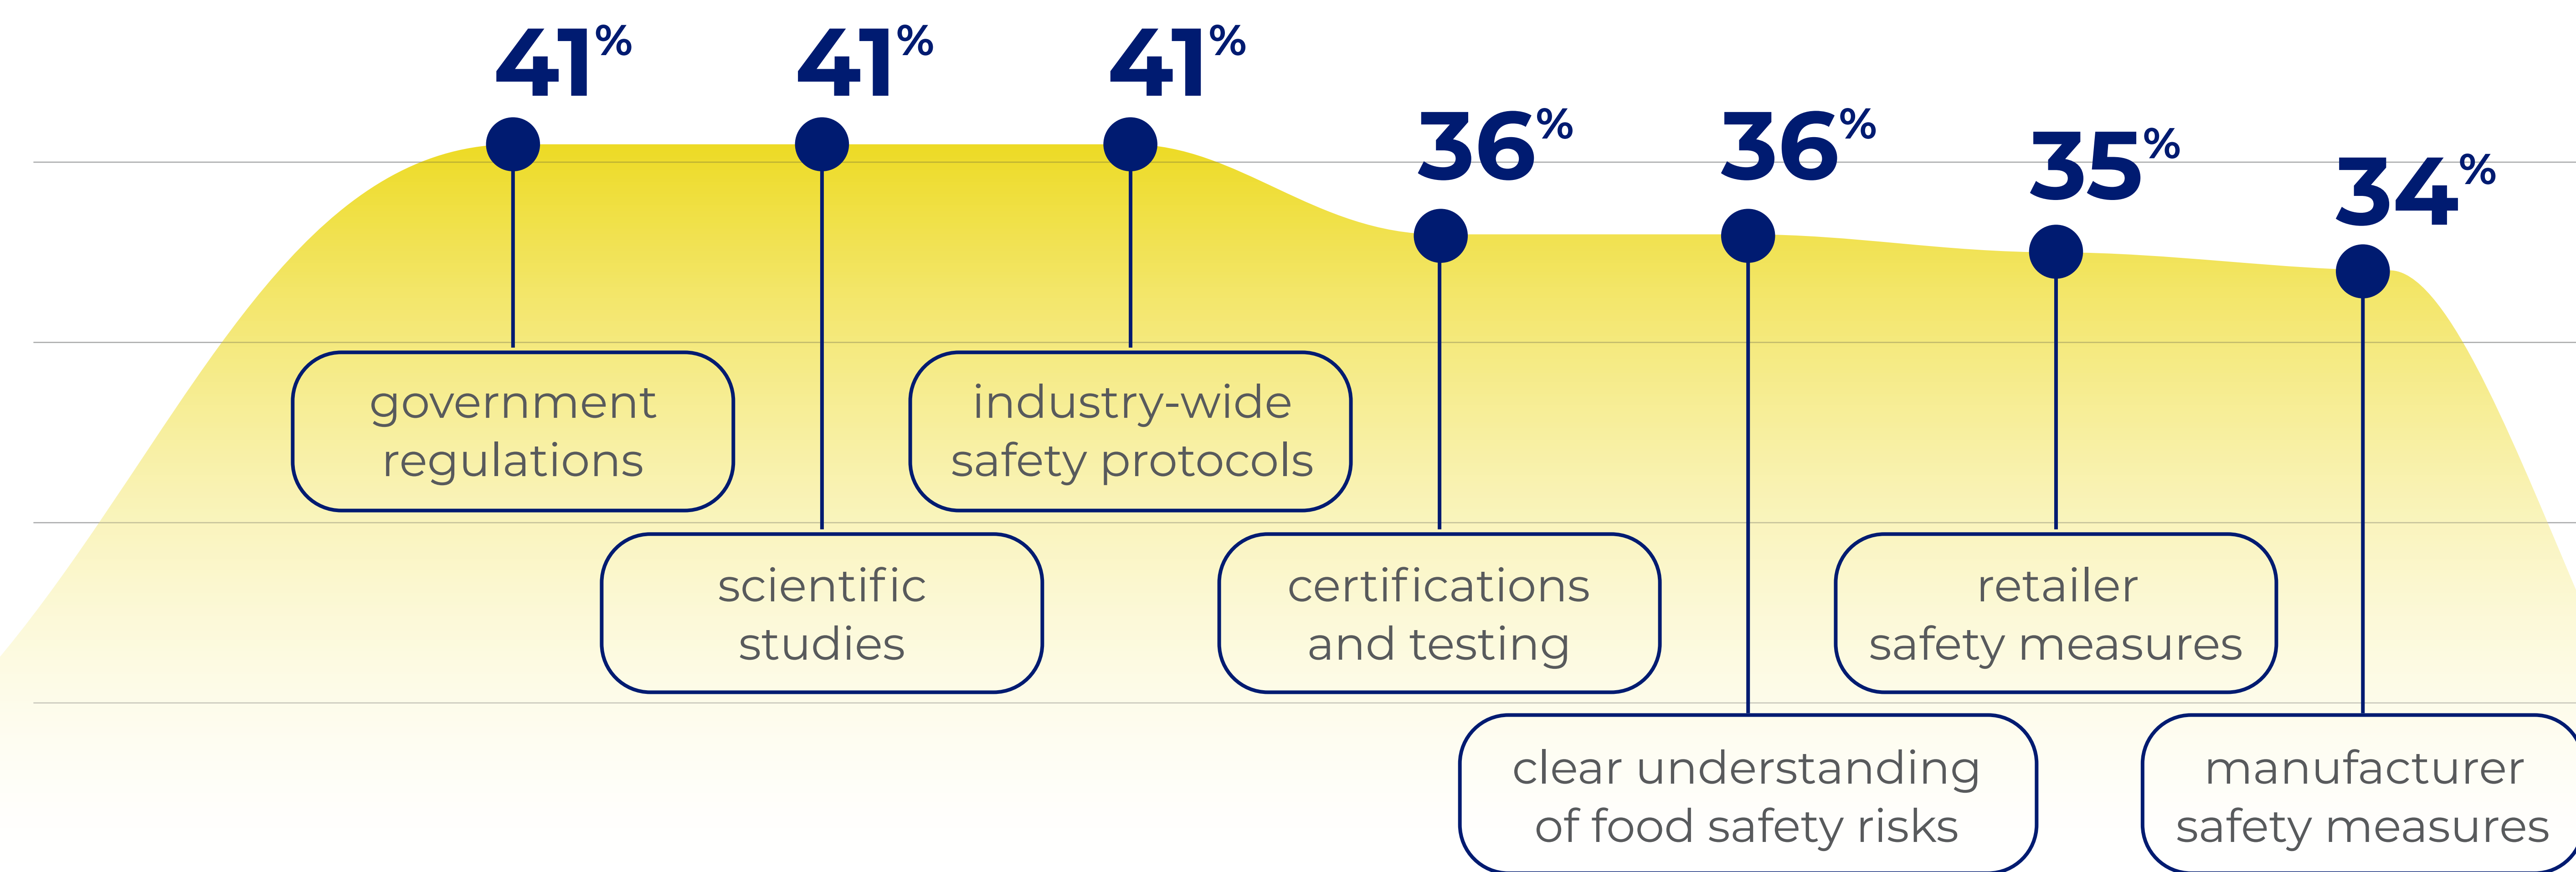 41%
41%
41%
36%
36%
35%
34%
government
regulations
scientific
studies
industry-wide
safety protocols
certifications
and testing
clear understanding
of food safety risks
retailer
safety measures
manufacturer
safety measures